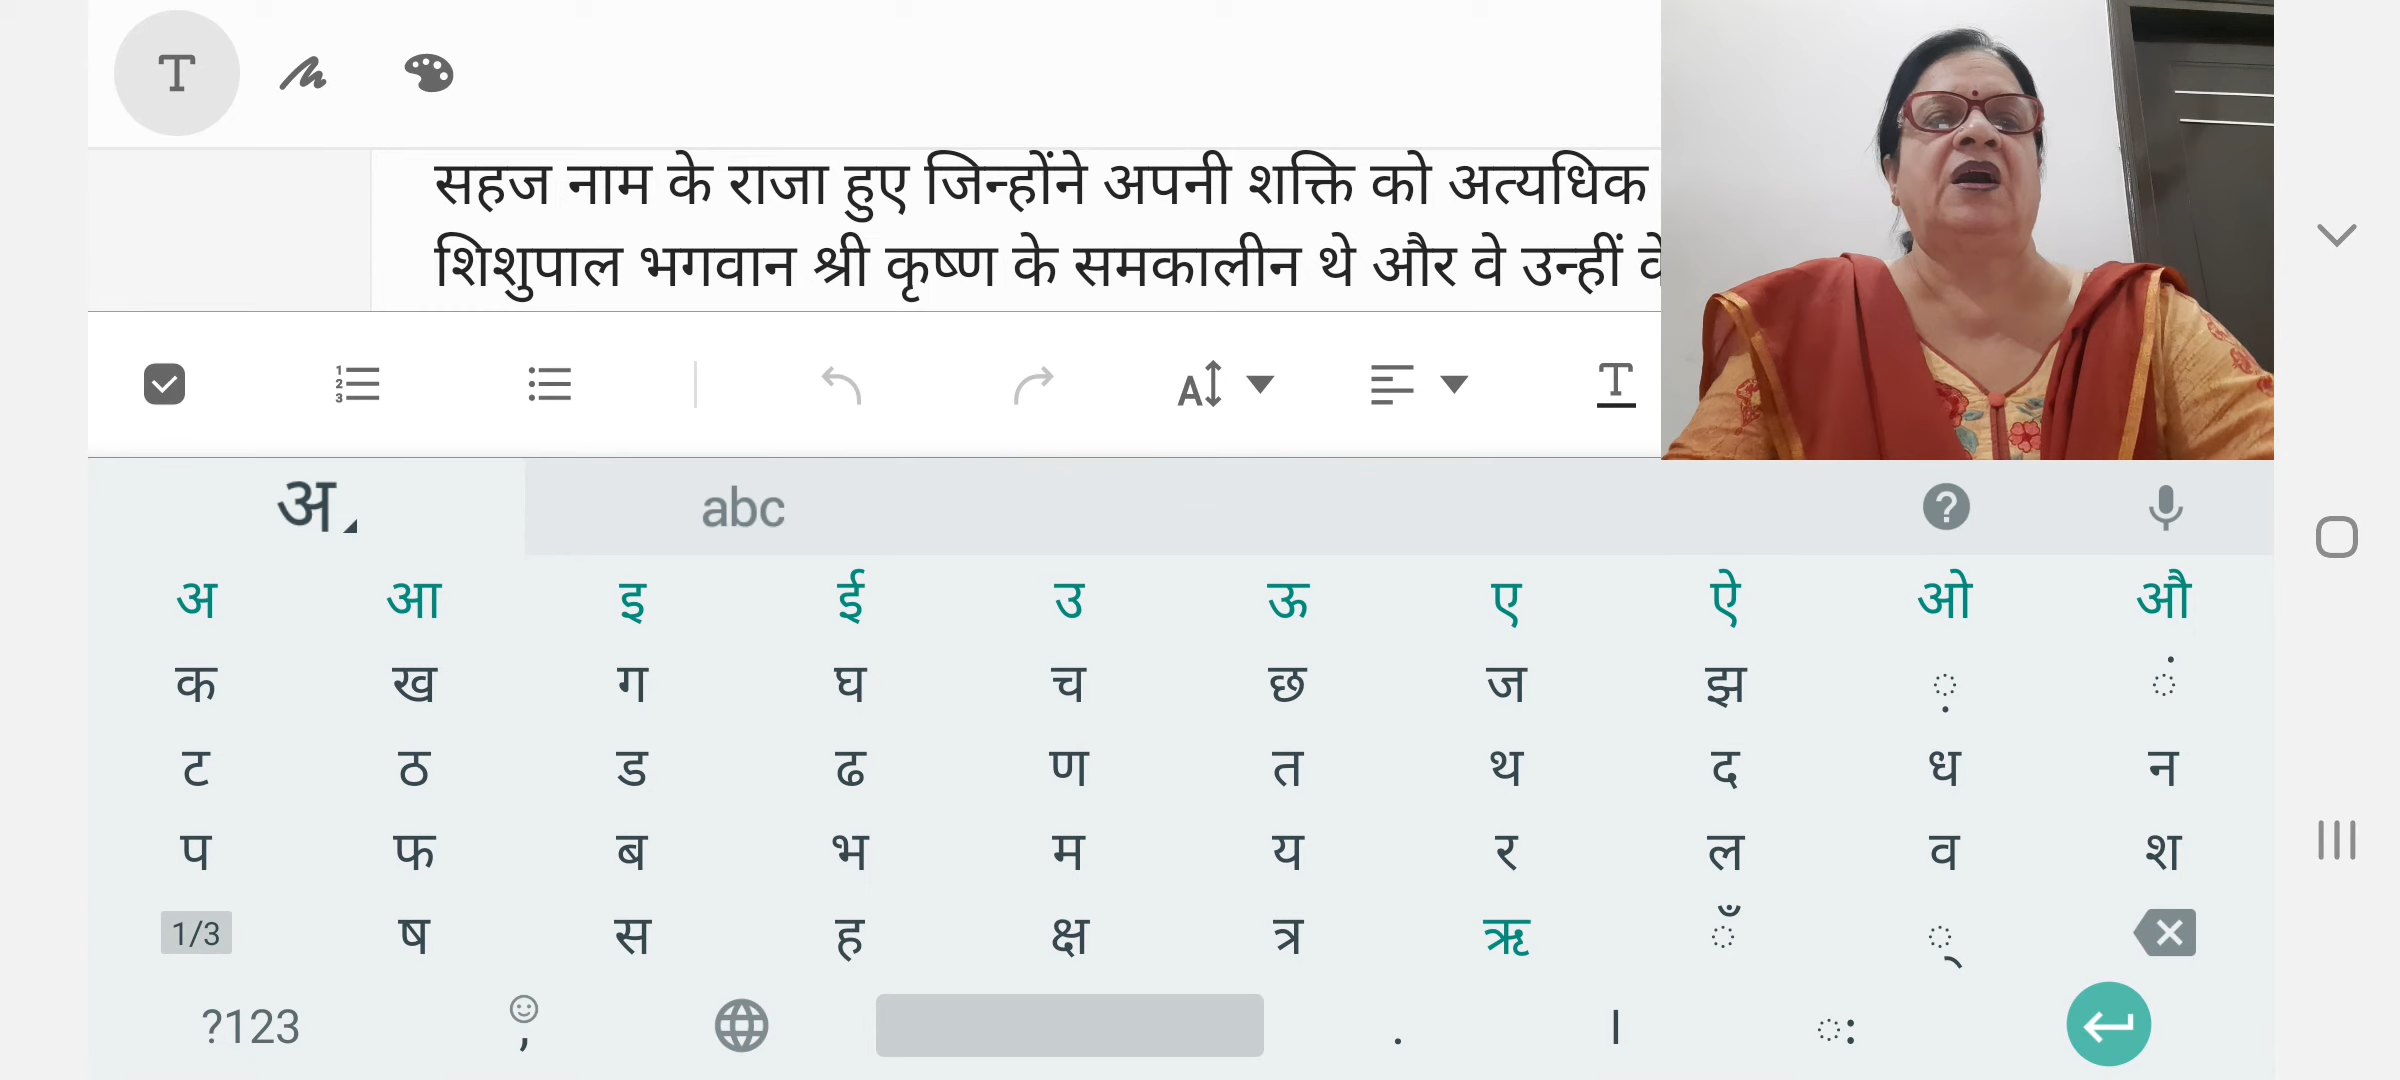 सहज नाम के राजा हुए जिन्होंने अपनी शक्ति को अत्यधिक
शिशुपाल भगवान श्री कृष्ण के समकालीन थे और वे उन्हीं
अ abc
अ आ इ ई उ ऊ ए ऐ ओ औ
क ख ग घ च छ ज झ ़ ं
ट ठ ड ढ ण त थ द ध न
प फ ब भ म य र ल व श
1/3 ष स ह क्ष त्र ऋ ँ ्
?123 , . । ः